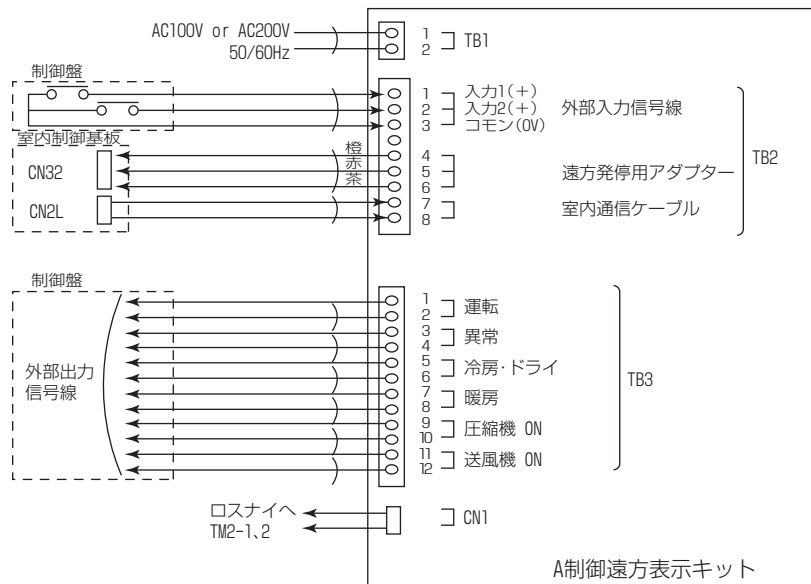 AC100V or AC200V
50/60Hz
1
2
TB1
制御盤
1
2
3
入力1(+)
入力2(+)
コモン(0V)
外部入力信号線
室内制御基板
CN32
橙
赤
茶
4
5
6
遠方発停用アダプター
TB2
CN2L
7
8
室内通信ケーブル
制御盤
外部出力
信号線
1
2
運転
3
4
異常
5
6
冷房・ドライ
7
8
暖房
9
10
圧縮機 ON
11
12
送風機 ON
TB3
ロスナイへ
TM2-1、2
CN1
A制御遠方表示キット